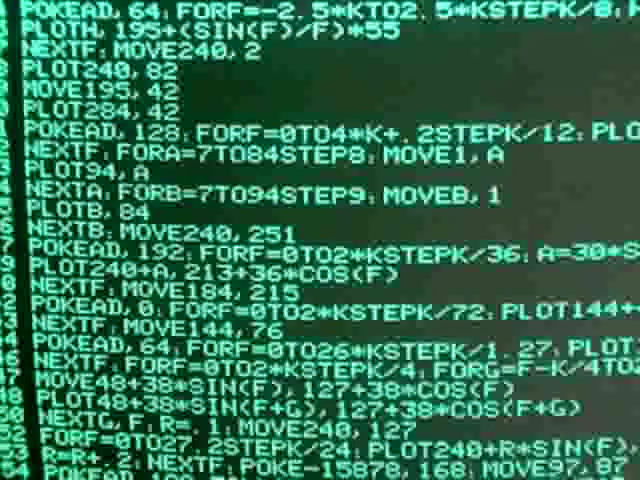 POKEAD, 64: FORF=-2.5*KTO2.5*KSTEPK/8:
PLOTH, 195+(SIN(F)/F)*55
NEXTF: MOVE240, 2
PLOT240, 82
MOVE195, 42
PLOT284, 42
POKEAD, 128: FORF=0TO4*K+.2STEPK/12: PLO
NEXTF: FORA=7TO84STEP8: MOVE1, A
PLOT94, A
NEXTA: FORB=7TO94STEP9: MOVEB, 1
PLOTB, 84
NEXTB: MOVE240, 251
POKEAD, 192: FORF=0TO2*KSTEPK/36: A=30*S
PLOT240+A, 213+36*COS(F)
NEXTF: MOVE184, 215
POKEAD, 0: FORF=0TO2*KSTEPK/72: PLOT144+
NEXTF: MOVE144, 76
POKEAD, 64: FORF=0TO26*KSTEPK/1.27: PLOT
NEXTF: FORF=0TO2*KSTEPK/4: FORG=F-K/4TO
MOVE48+38*SIN(F), 127+38*COS(F)
PLOT48+38*SIN(F+G), 127+38*COS(F+G)
NEXTG, F: R=.1: MOVE240, 127
FORF=0TO27.2STEPK/24: PLOT240+R*SIN(F),
R=R+.2: NEXTF: POKE-15878, 168: MOVE97, 87